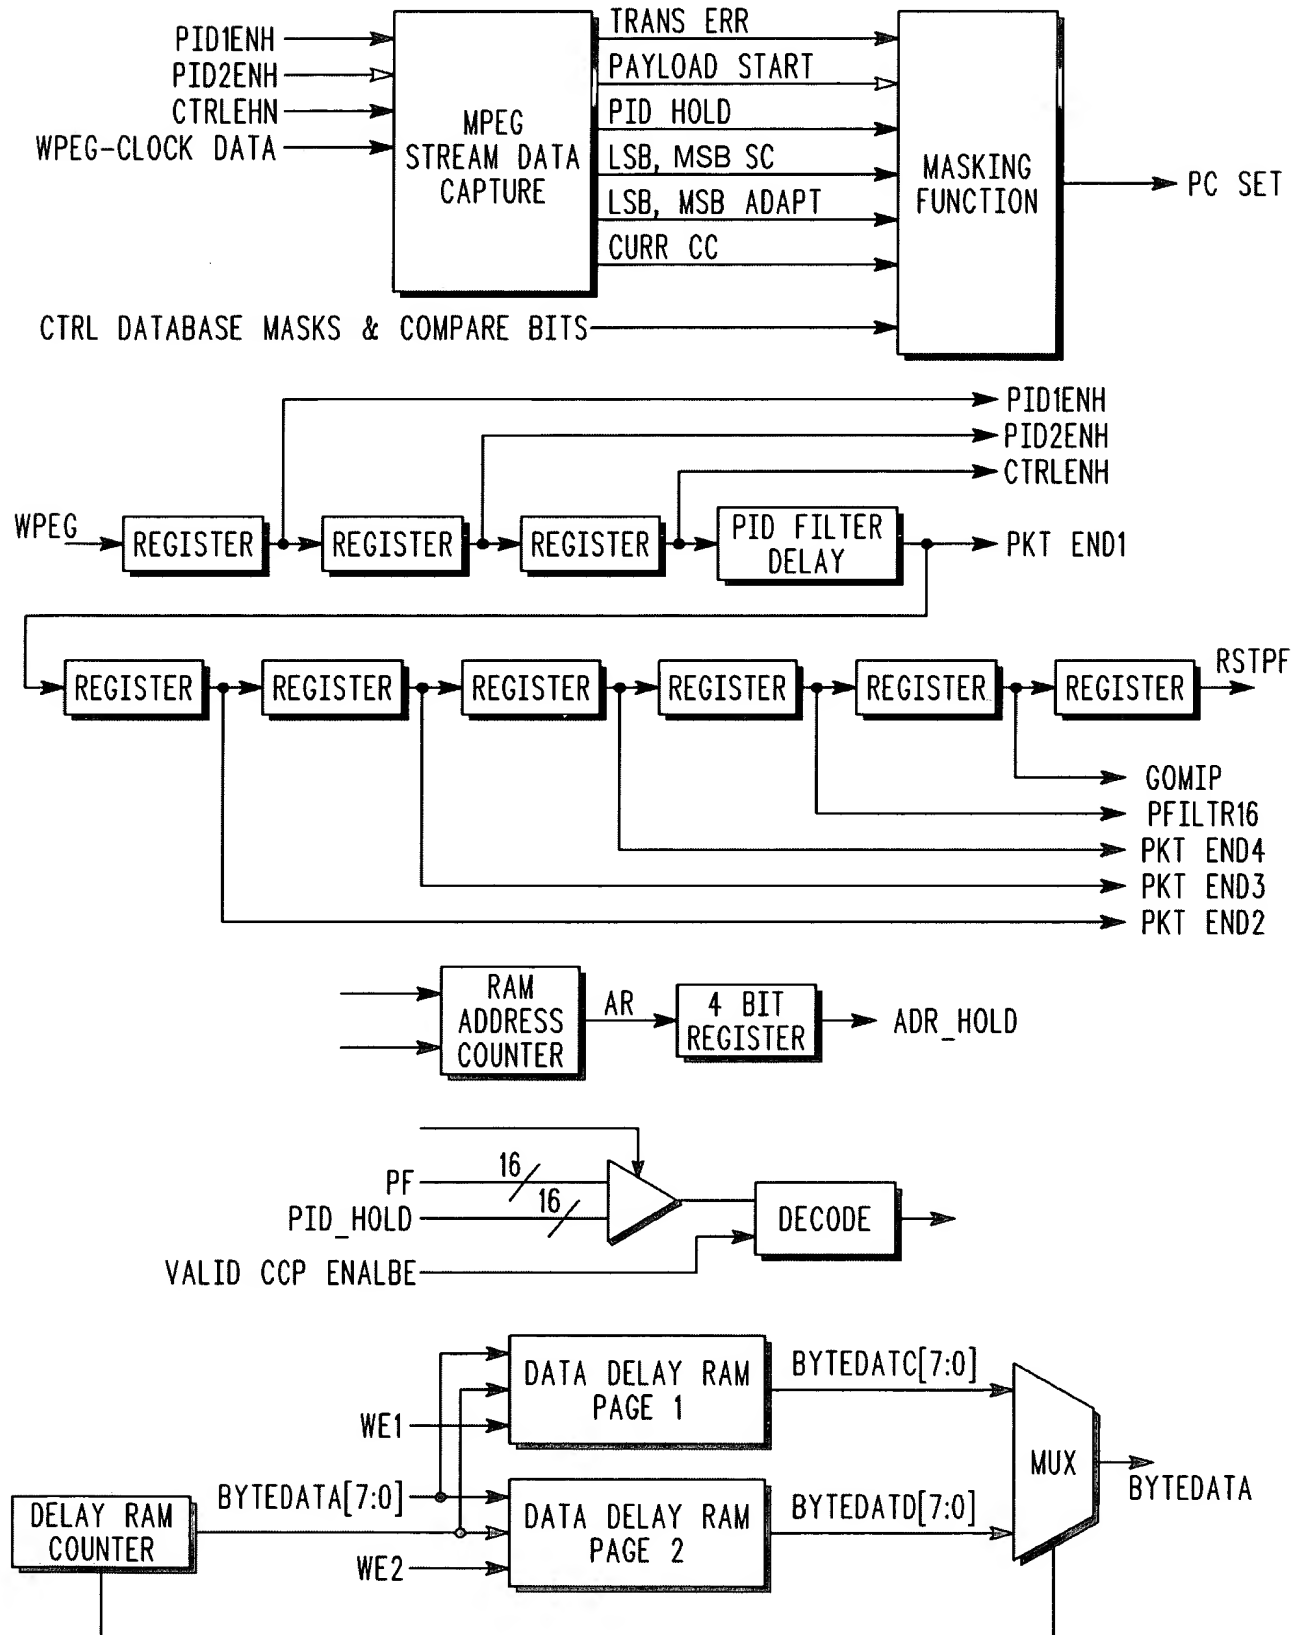 PID1ENH
PID2ENH
CTRLEHN
WPEG-CLOCK DATA
MPEG
STREAM DATA
CAPTURE
TRANS ERR
PAYLOAD START
PID HOLD
LSB, MSB SC
LSB, MSB ADAPT
CURR CC
MASKING
FUNCTION
PC SET
CTRL DATABASE MASKS & COMPARE BITS
PID1ENH
PID2ENH
CTRLENH
WPEG
REGISTER
REGISTER
REGISTER
PID FILTER
DELAY
PKT END1
REGISTER
REGISTER
REGISTER
REGISTER
REGISTER
REGISTER
RSTPF
GOMIP
PFILTR16
PKT END4
PKT END3
PKT END2
RAM
ADDRESS
COUNTER
AR
4 BIT
REGISTER
ADR_HOLD
PF
16
PID_HOLD
16
DECODE
VALID CCP ENALBE
DATA DELAY RAM
PAGE 1
BYTEDATC[7:0]
WE1
MUX
BYTEDATA
BYTEDATA[7:0]
DELAY RAM
COUNTER
DATA DELAY RAM
PAGE 2
BYTEDATD[7:0]
WE2